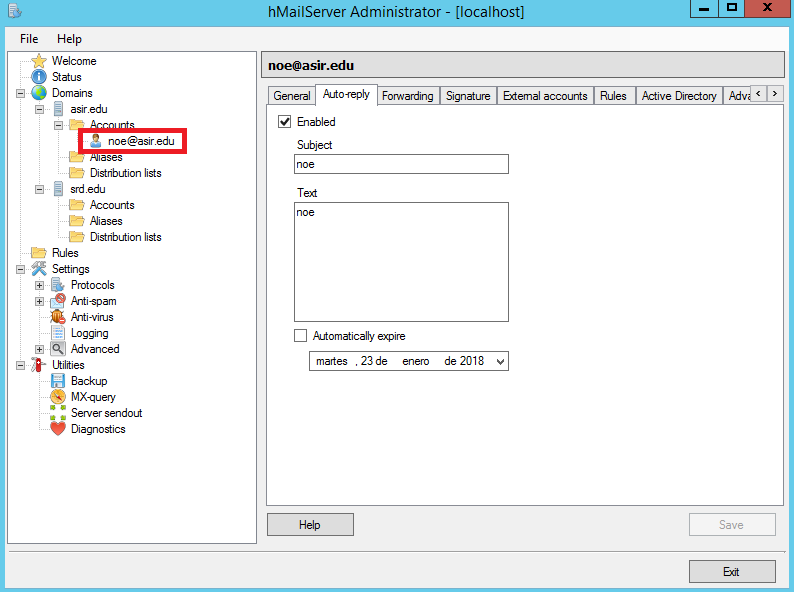 hMailServer Administrator - [localhost]
File Help
Welcome
Status
Domains
asir.edu
Accounts
noe@asir.edu
Aliases
Distribution lists
srd.edu
Accounts
Aliases
Distribution lists
Rules
Settings
Protocols
Anti-spam
Anti-virus
Logging
Advanced
Utilities
Backup
MX-query
Server sendout
Diagnostics
noe@asir.edu
General Auto-reply Forwarding Signature External accounts Rules Active Directory Adva
Enabled
Subject
noe
Text
noe
Automatically expire
martes , 23 de enero de 2018
Help Save
Exit